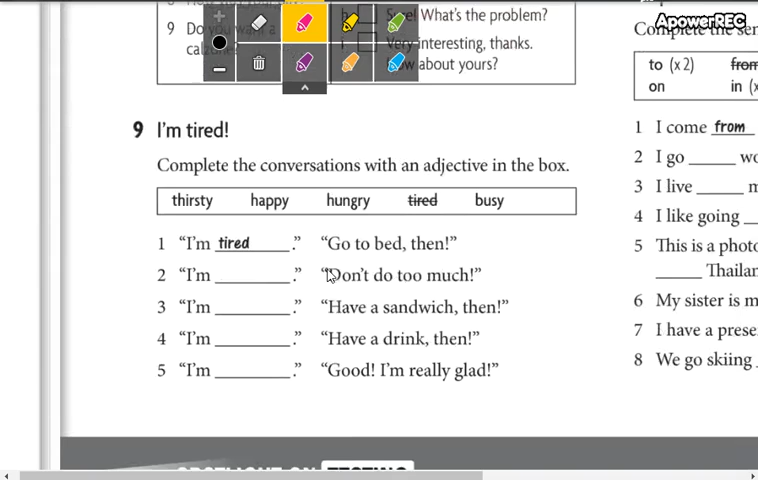 Sure! What's the problem?
9 Do you
Very interesting, thanks.
about yours?
ApowerREC
Complete the
to (x 2) from
on in
9 I'm tired!
Complete the conversations with an adjective in the box.
thirsty happy hungry tired busy
1 “I'm tired.” “Go to bed, then!”
2 “I'm ______.” “Don't do too much!”
3 “I'm ______.” “Have a sandwich, then!”
4 “I'm ______.” “Have a drink, then!”
5 “I'm ______.” “Good! I'm really glad!”
1 I come from
2 I go ______
3 I live ______
4 I like going
5 This is a
______
6 My sister is
7 I have a
8 We go skiing